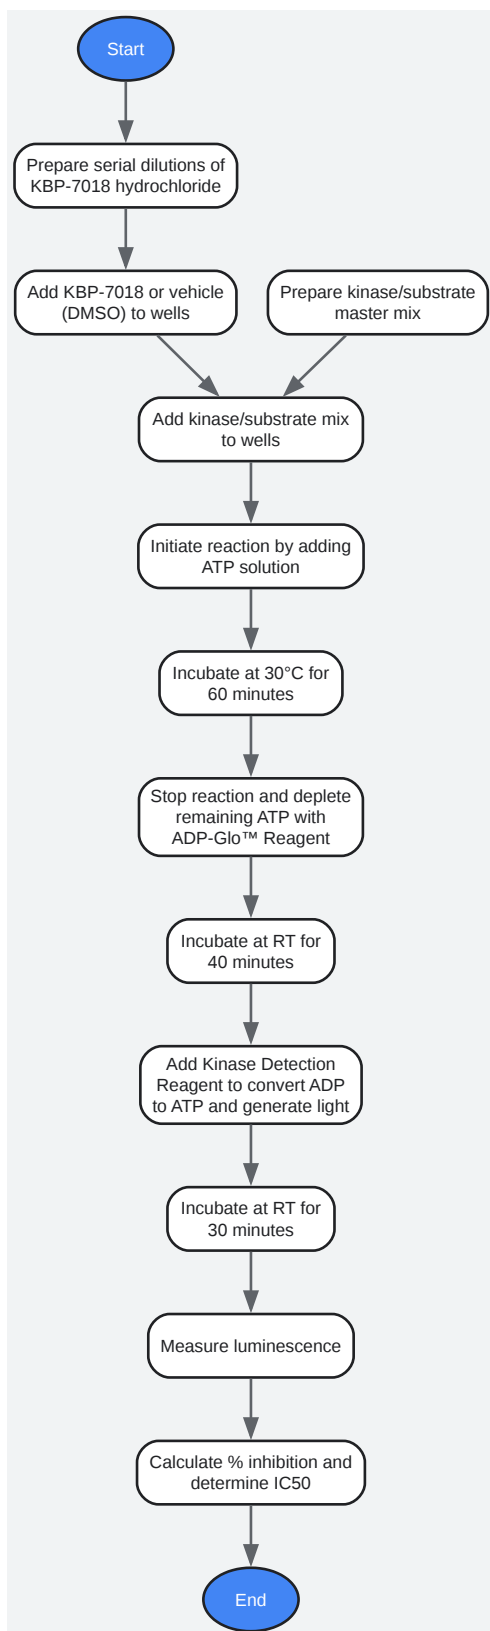 Start
Prepare serial dilutions of
KBP-7018 hydrochloride
Add KBP-7018 or vehicle
(DMSO) to wells
Prepare kinase/substrate
master mix
Add kinase/substrate mix
to wells
Initiate reaction by adding
ATP solution
Incubate at 30°C for
60 minutes
Stop reaction and deplete
remaining ATP with
ADP-Glo™ Reagent
Incubate at RT for
40 minutes
Add Kinase Detection
Reagent to convert ADP
to ATP and generate light
Incubate at RT for
30 minutes
Measure luminescence
Calculate % inhibition and
determine IC50
End